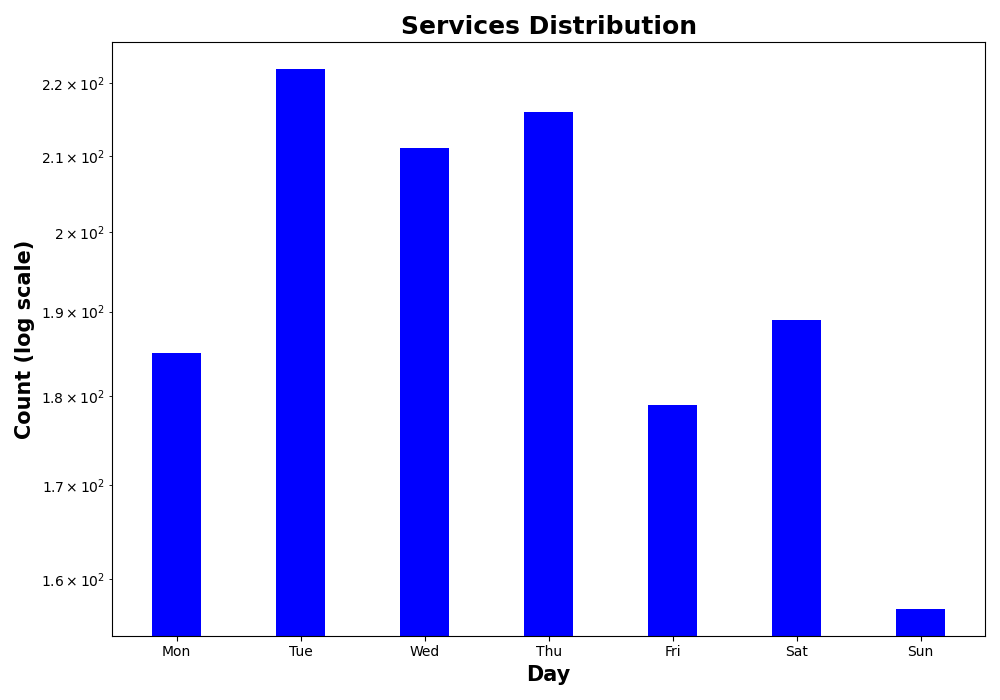 Services Distribution
Count (log scale)
2.2 × 10²
2.1 × 10²
2 × 10²
1.9 × 10²
1.8 × 10²
1.7 × 10²
1.6 × 10²
Mon Tue Wed Thu Fri Sat Sun
Day